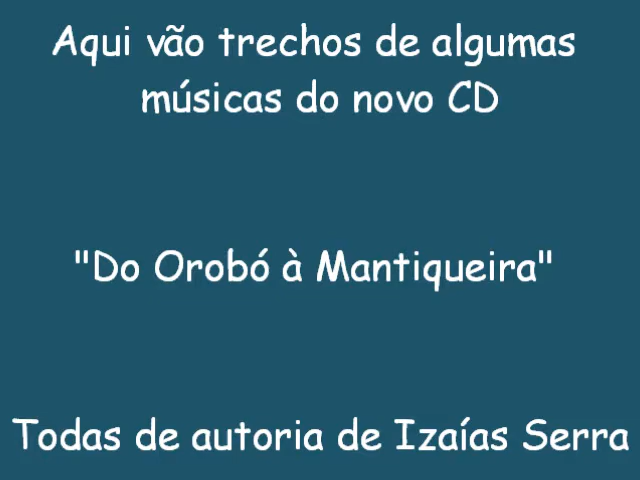 Aqui vão trechos de algumas
músicas do novo CD
"Do Orobó à Mantiqueira"
Todas de autoria de Izaías Serra